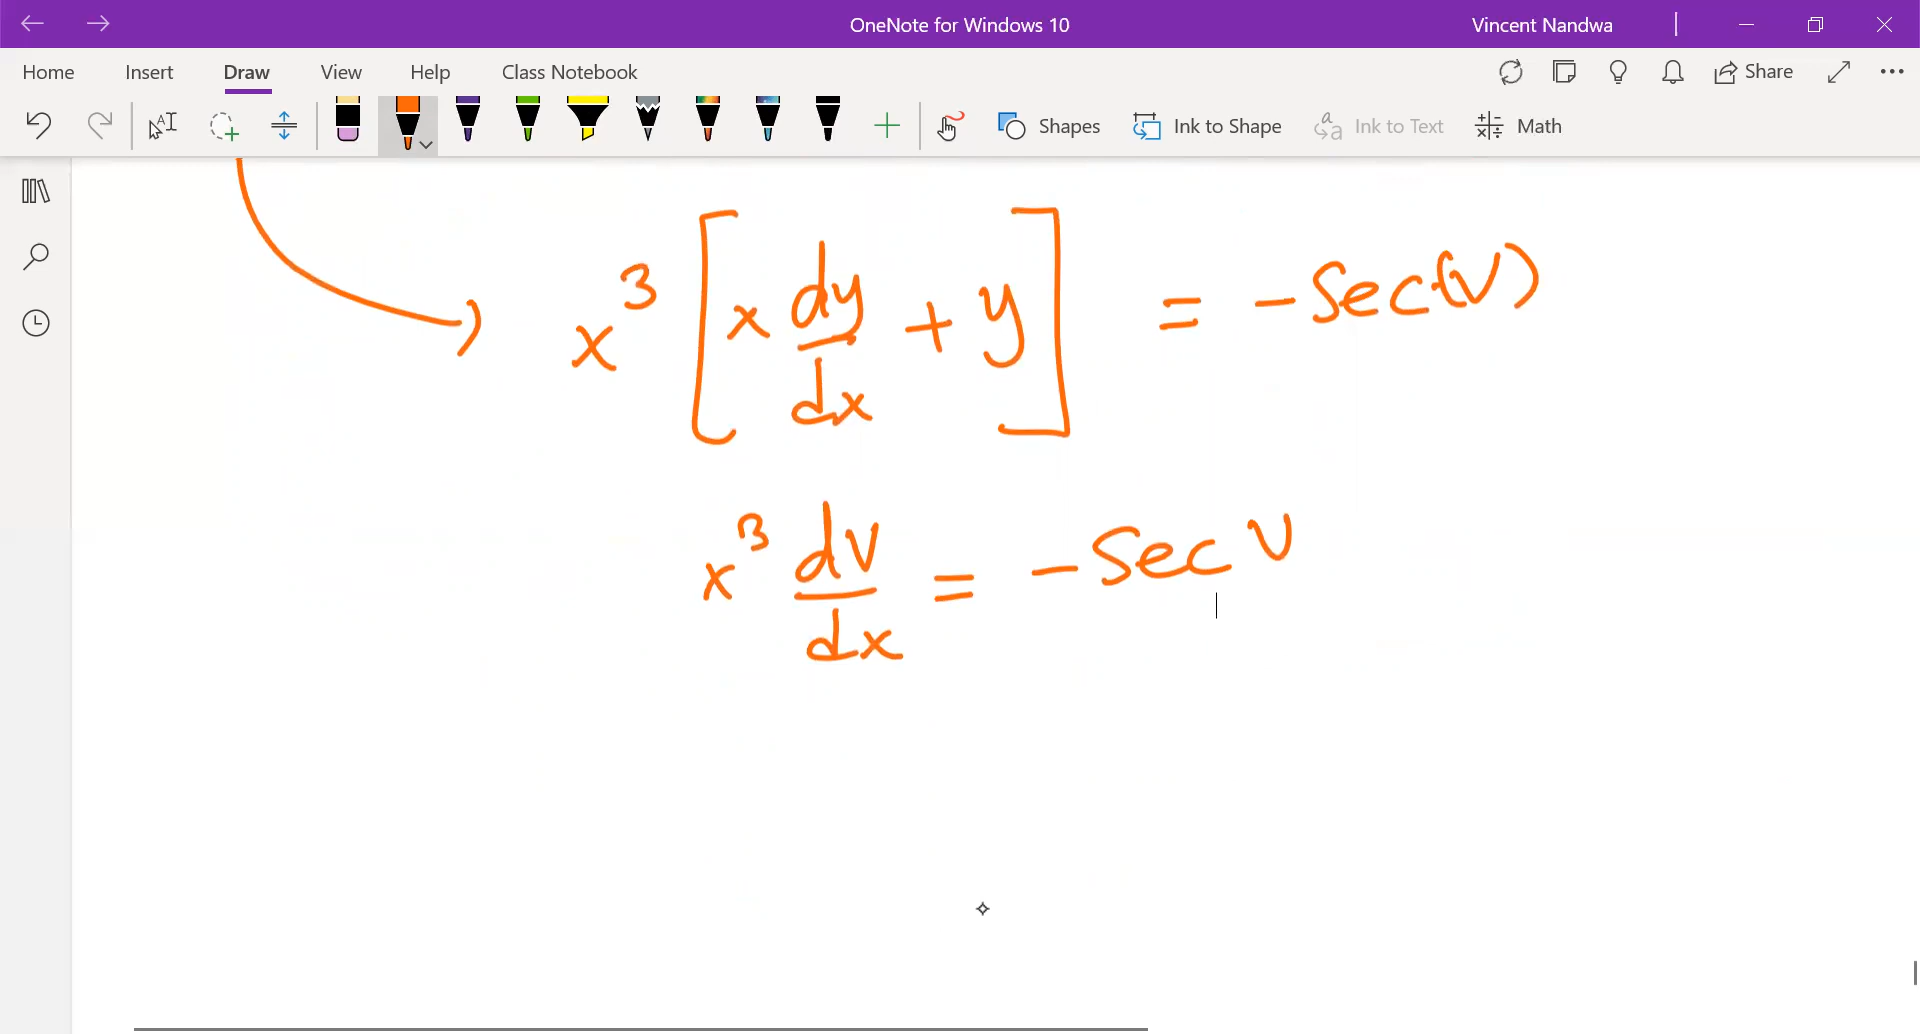 OneNote for Windows 10
Vincent Nandwa
Home Insert Draw View Help Class Notebook
Share
Shapes Ink to Shape Ink to Text Math
x³ [x dy/dx + y] = -Sec(V)
x³ dV/dx = -Sec V